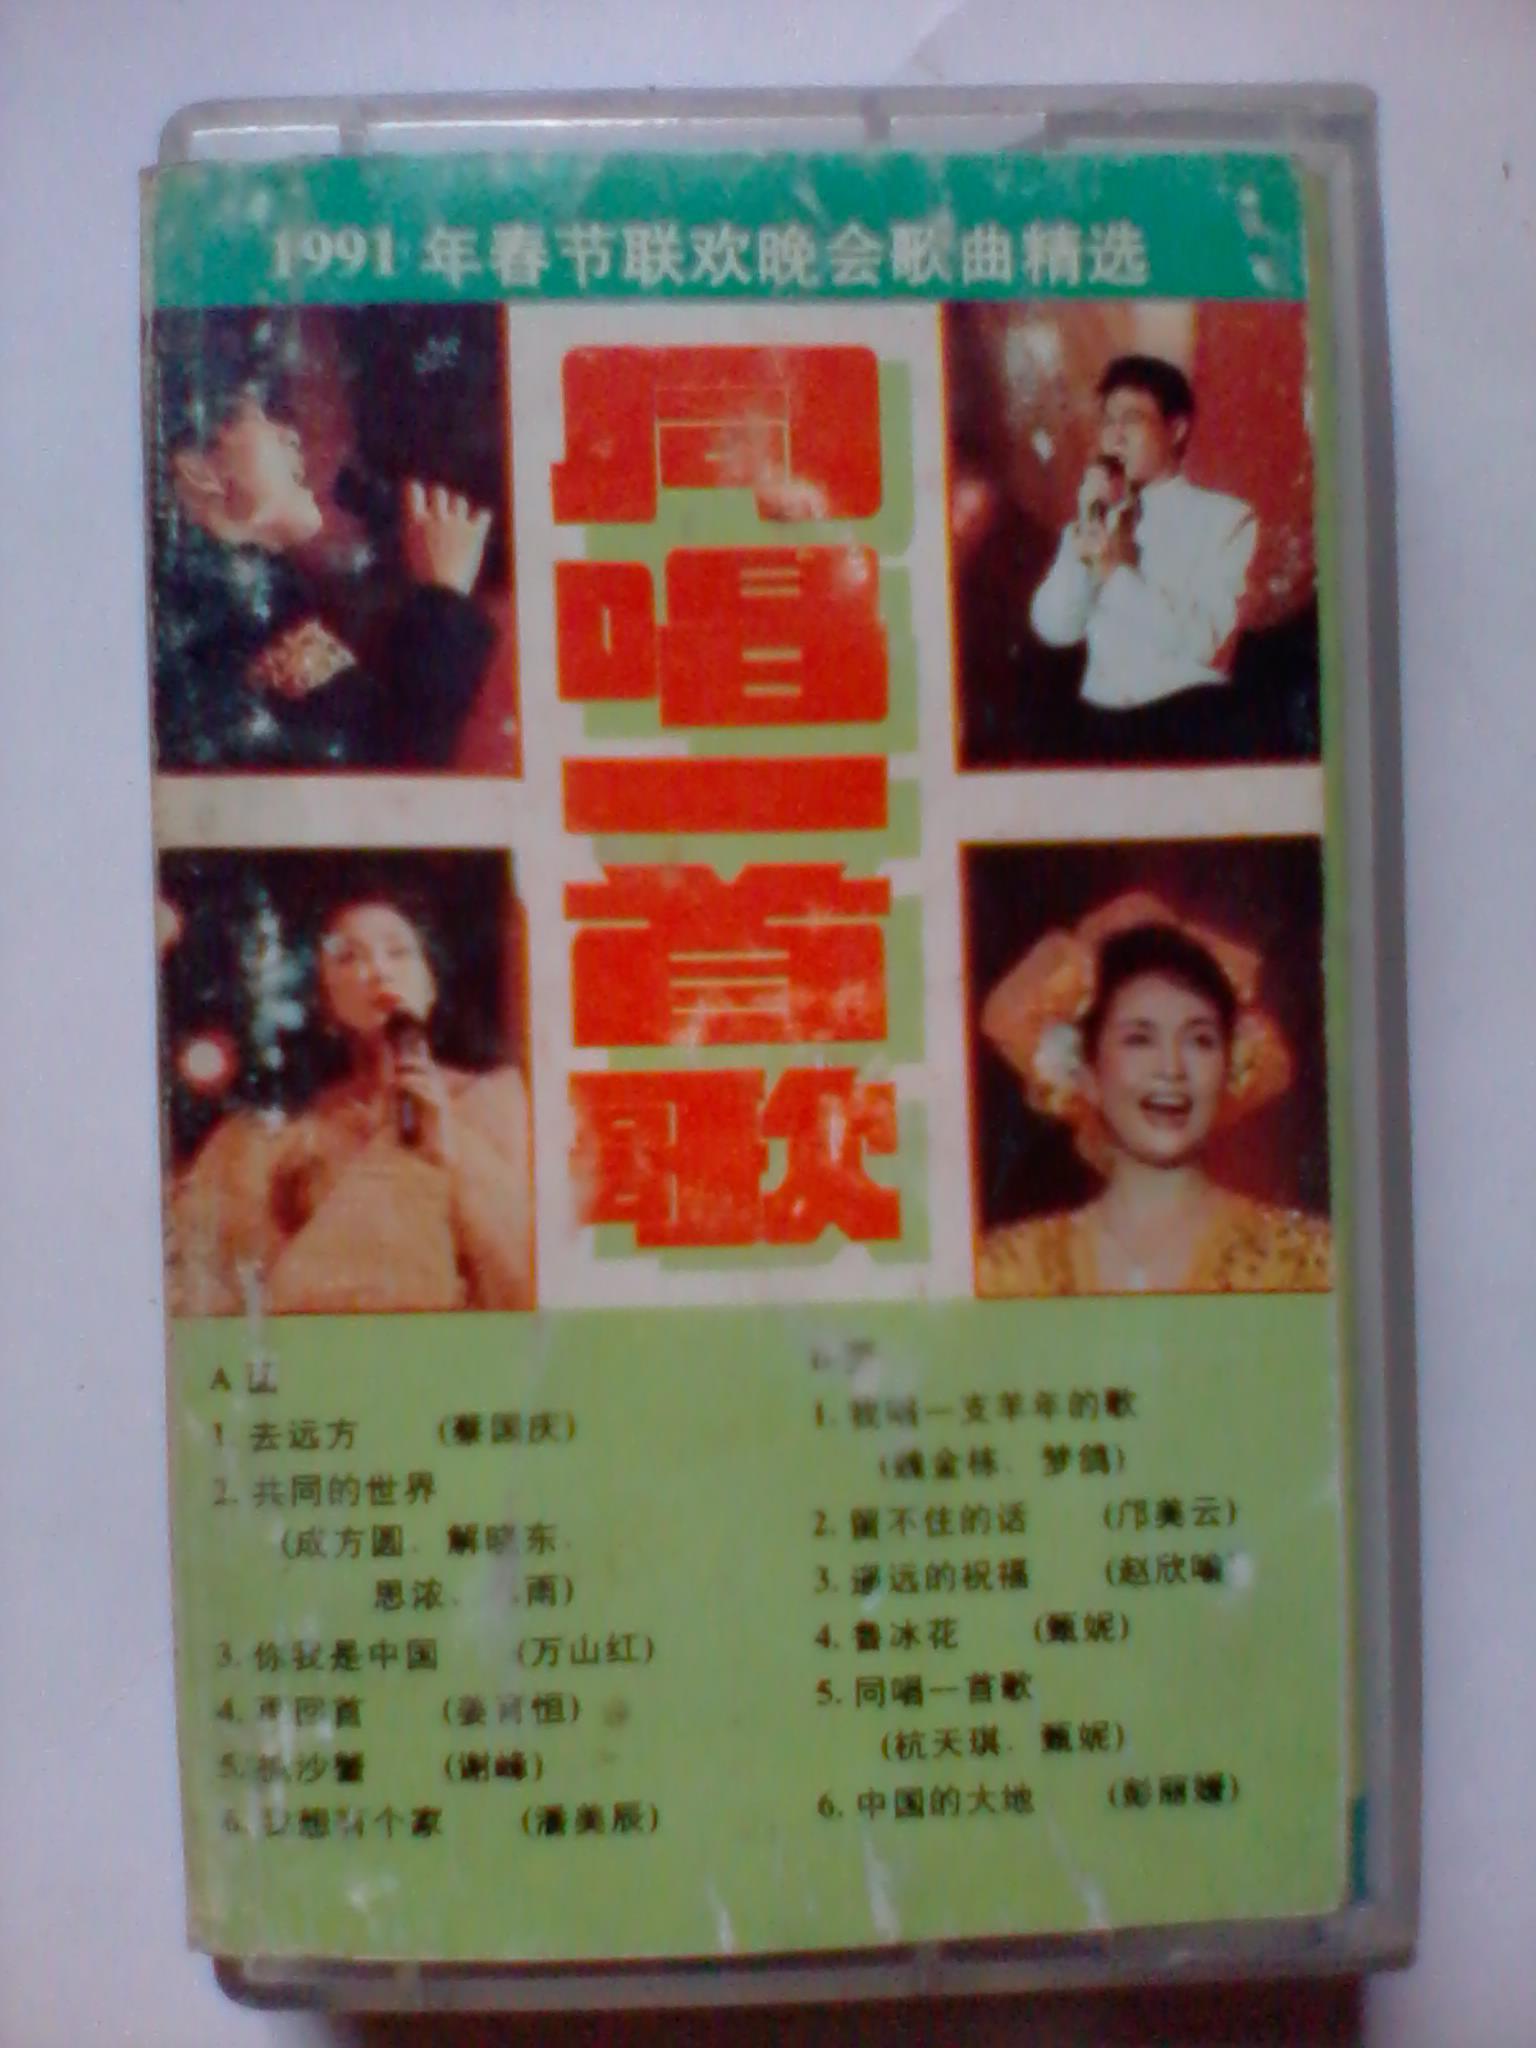 1991 年春节联欢晚会歌曲精选
同唱一首歌
A 面
1. 去远方 (蔡国庆)
2. 共同的世界
(成方圆、解晓东、
思浓、 雨)
3. 你我是中国 (万山红)
4. 再回首 (姜育恒)
5. 沙蟹 (谢峰)
6. 我想有个家 (潘美辰)
1. 我唱一支羊年的歌
(魏金栋、梦鸽)
2. 留不住的话 (邝美云)
3. 遥远的祝福 (赵欣喻
4. 鲁冰花 (甄妮)
5. 同唱一首歌
(杭天琪、甄妮)
6. 中国的大地 (彭丽媛)